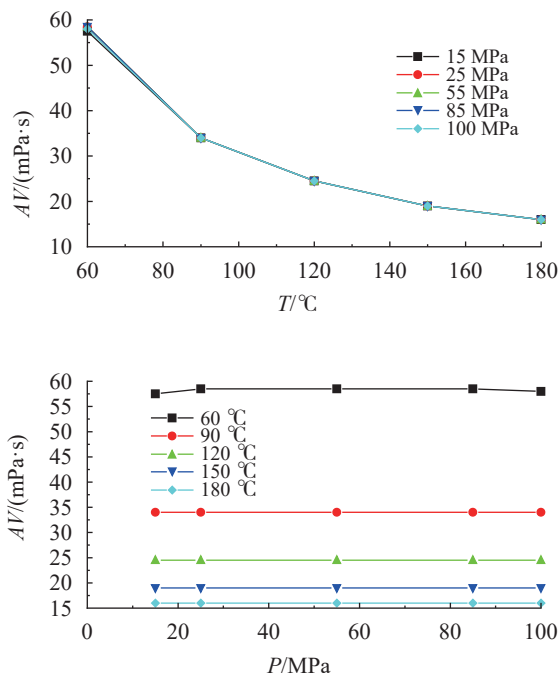 60
50
40
30
20
10
AV/(mPa·s)
15 MPa
25 MPa
55 MPa
85 MPa
100 MPa
60 80 100 120 140 160 180
T/℃
60
55
50
45
40
35
30
25
20
15
AV/(mPa·s)
60 ℃
90 ℃
120 ℃
150 ℃
180 ℃
0 20 40 60 80 100
P/MPa